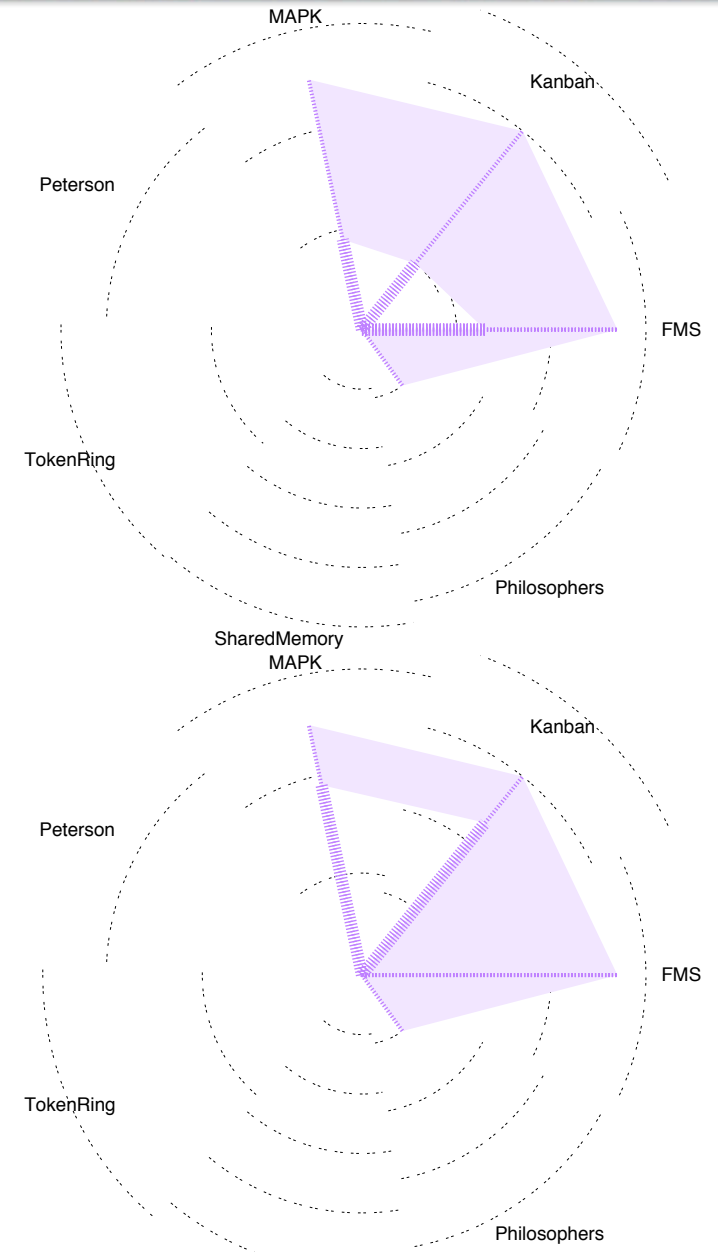 MAPK
Kanban
Peterson
FMS
TokenRing
Philosophers
SharedMemory
MAPK
Kanban
Peterson
FMS
TokenRing
Philosophers